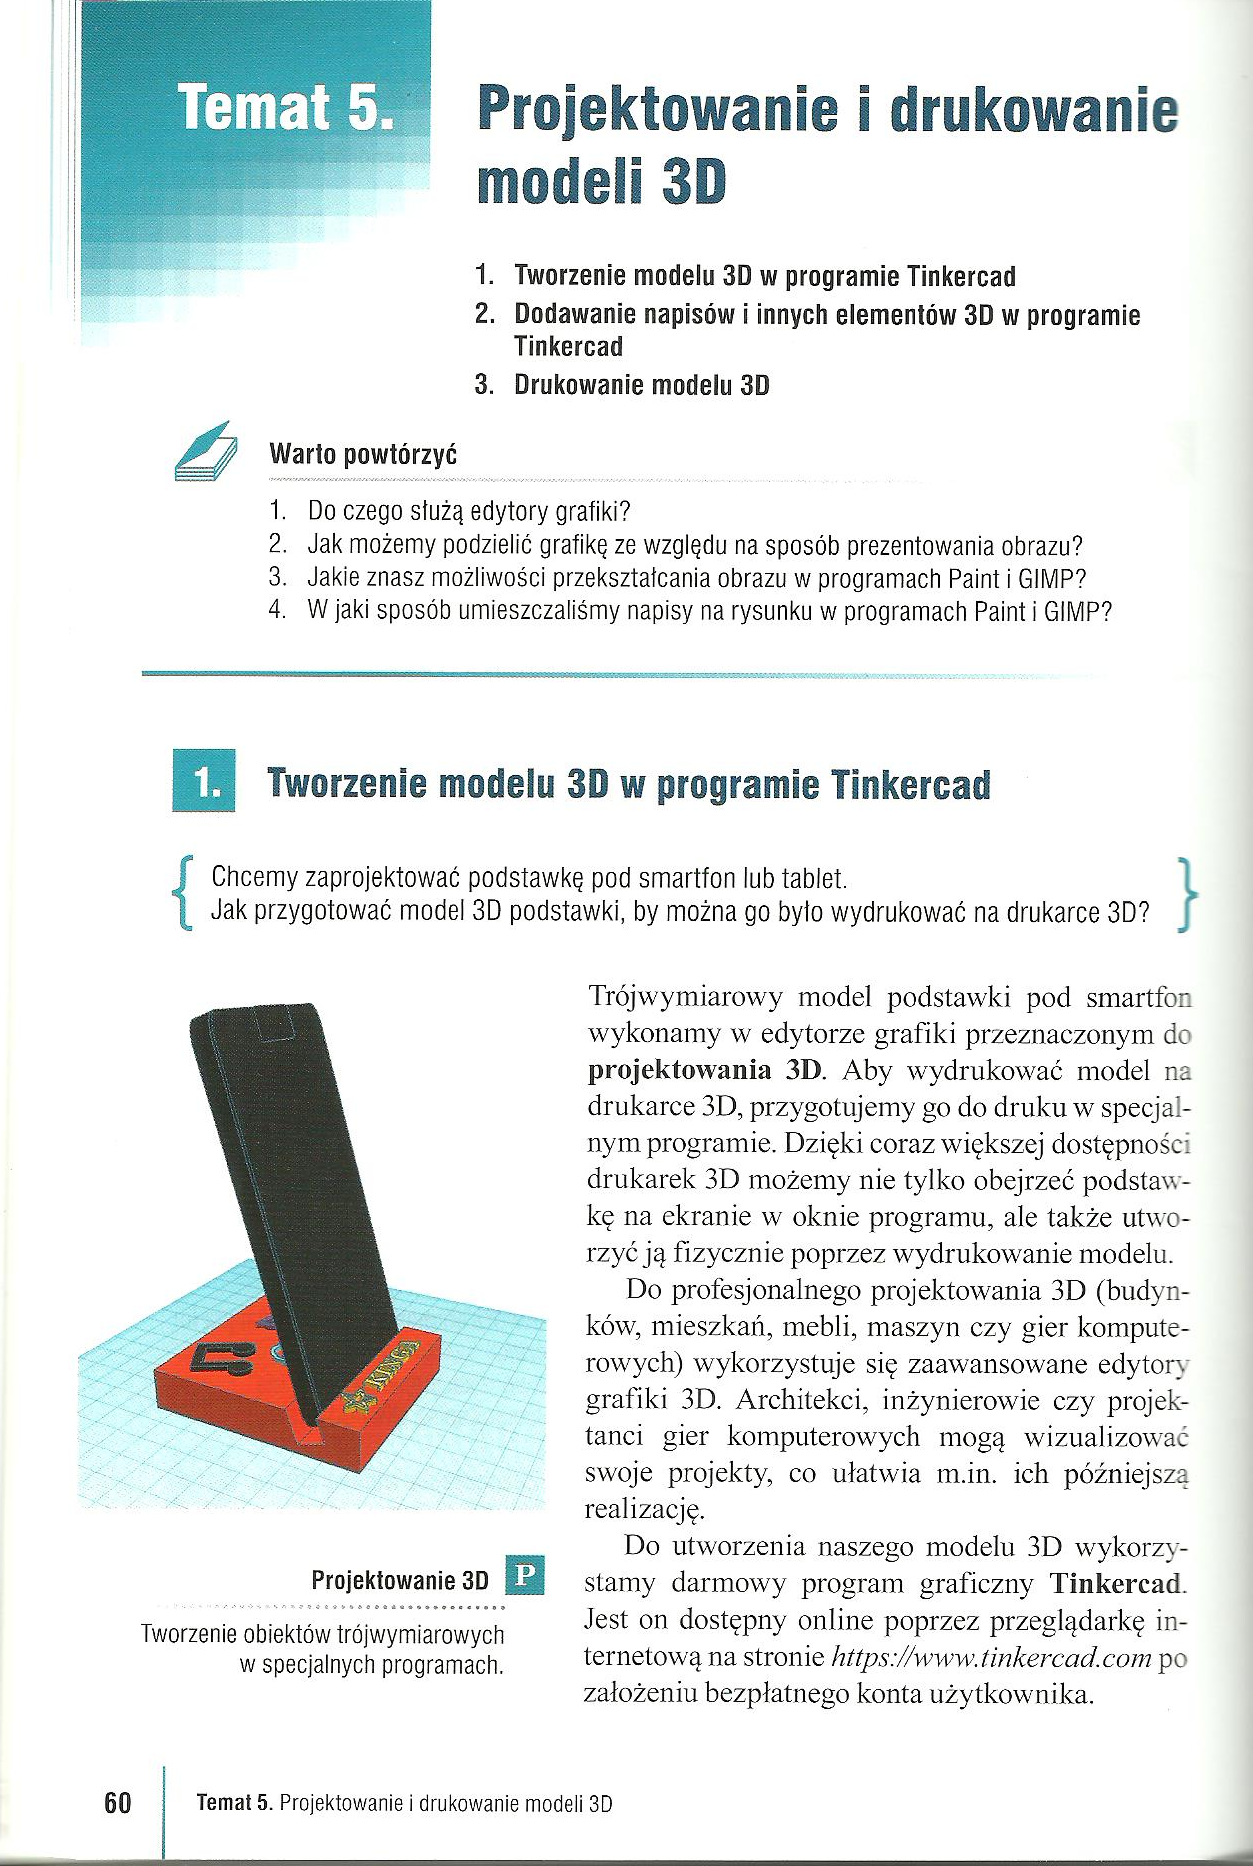 Temat 5.
Projektowanie i drukowanie
modeli 3D
1. Tworzenie modelu 3D w programie Tinkercad
2. Dodawanie napisów i innych elementów 3D w programie
Tinkercad
3. Drukowanie modelu 3D
Warto powtórzyć
1. Do czego służą edytory grafiki?
2. Jak możemy podzielić grafikę ze względu na sposób prezentowania obrazu?
3. Jakie znasz możliwości przekształcania obrazu w programach Paint i GIMP?
4. W jaki sposób umieszczaliśmy napisy na rysunku w programach Paint i GIMP?
1. Tworzenie modelu 3D w programie Tinkercad
Chcemy zaprojektować podstawkę pod smartfon lub tablet.
Jak przygotować model 3D podstawki, by można go było wydrukować na drukarce 3D?
KINGA
Projektowanie 3D P
Tworzenie obiektów trójwymiarowych
w specjalnych programach.
Trójwymiarowy model podstawki pod smartfon
wykonamy w edytorze grafiki przeznaczonym do
projektowania 3D. Aby wydrukować model na
drukarce 3D, przygotujemy go do druku w specjal-
nym programie. Dzięki coraz większej dostępności
drukarek 3D możemy nie tylko obejrzeć podstaw-
kę na ekranie w oknie programu, ale także utwo-
rzyć ją fizycznie poprzez wydrukowanie modelu.
Do profesjonalnego projektowania 3D (budyn-
ków, mieszkań, mebli, maszyn czy gier kompute-
rowych) wykorzystuje się zaawansowane edytory
grafiki 3D. Architekci, inżynierowie czy projek-
tanci gier komputerowych mogą wizualizować
swoje projekty, co ułatwia m.in. ich późniejszą
realizację.
Do utworzenia naszego modelu 3D wykorzy-
stamy darmowy program graficzny Tinkercad.
Jest on dostępny online poprzez przeglądarkę in-
ternetową na stronie https://www.tinkercad.com po
założeniu bezpłatnego konta użytkownika.
60
Temat 5. Projektowanie i drukowanie modeli 3D